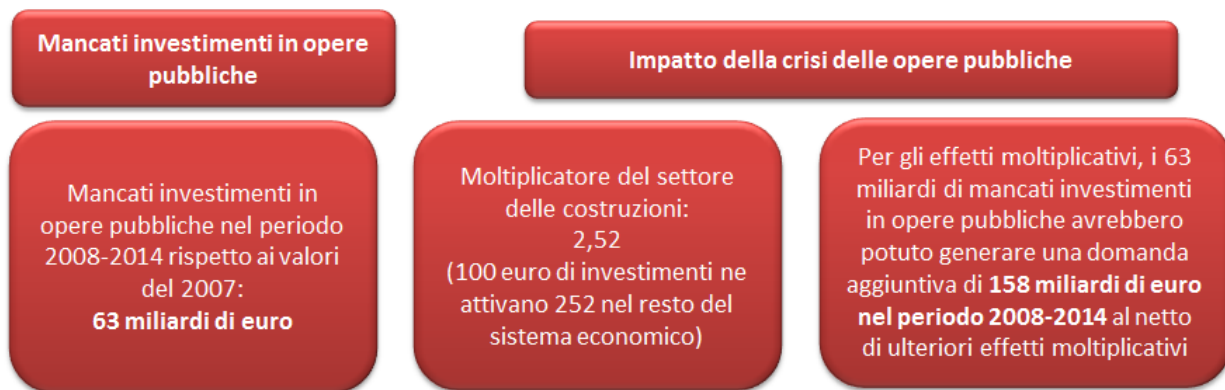 Mancati investimenti in opere
pubbliche
Impatto della crisi delle opere pubbliche
Mancati investimenti in
opere pubbliche nel periodo
2008-2014 rispetto ai valori
del 2007:
63 miliardi di euro
Moltiplicatore del settore
delle costruzioni:
2,52
(100 euro di investimenti ne
attivano 252 nel resto del
sistema economico)
Per gli effetti moltiplicativi, i 63
miliardi di mancati investimenti
in opere pubbliche avrebbero
potuto generare una domanda
aggiuntiva di 158 miliardi di euro
nel periodo 2008-2014 al netto
di ulteriori effetti moltiplicativi